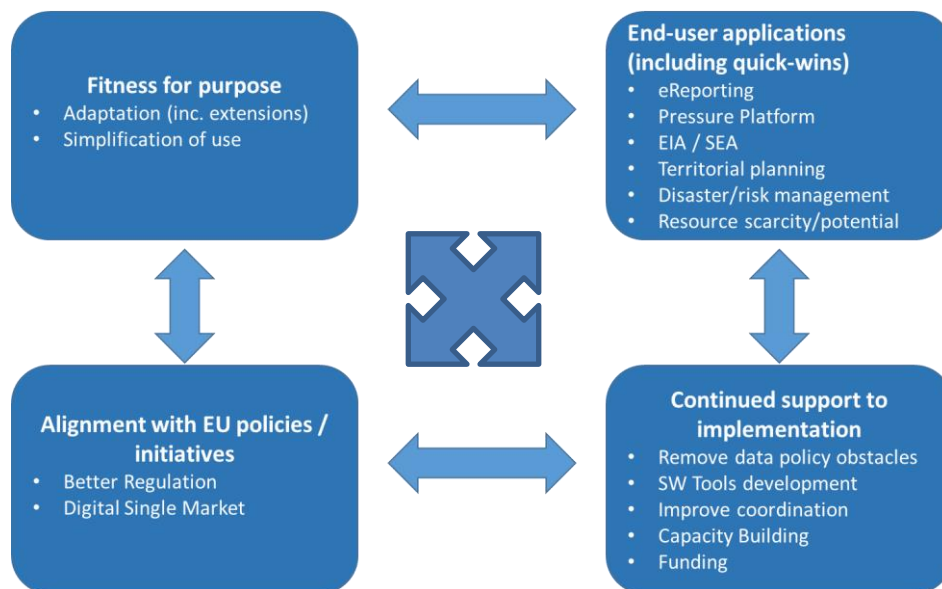 Fitness for purpose
• Adaptation (inc. extensions)
• Simplification of use
End-user applications
(including quick-wins)
• eReporting
• Pressure Platform
• EIA / SEA
• Territorial planning
• Disaster/risk management
• Resource scarcity/potential
Alignment with EU policies /
initiatives
• Better Regulation
• Digital Single Market
Continued support to
implementation
• Remove data policy obstacles
• SW Tools development
• Improve coordination
• Capacity Building
• Funding